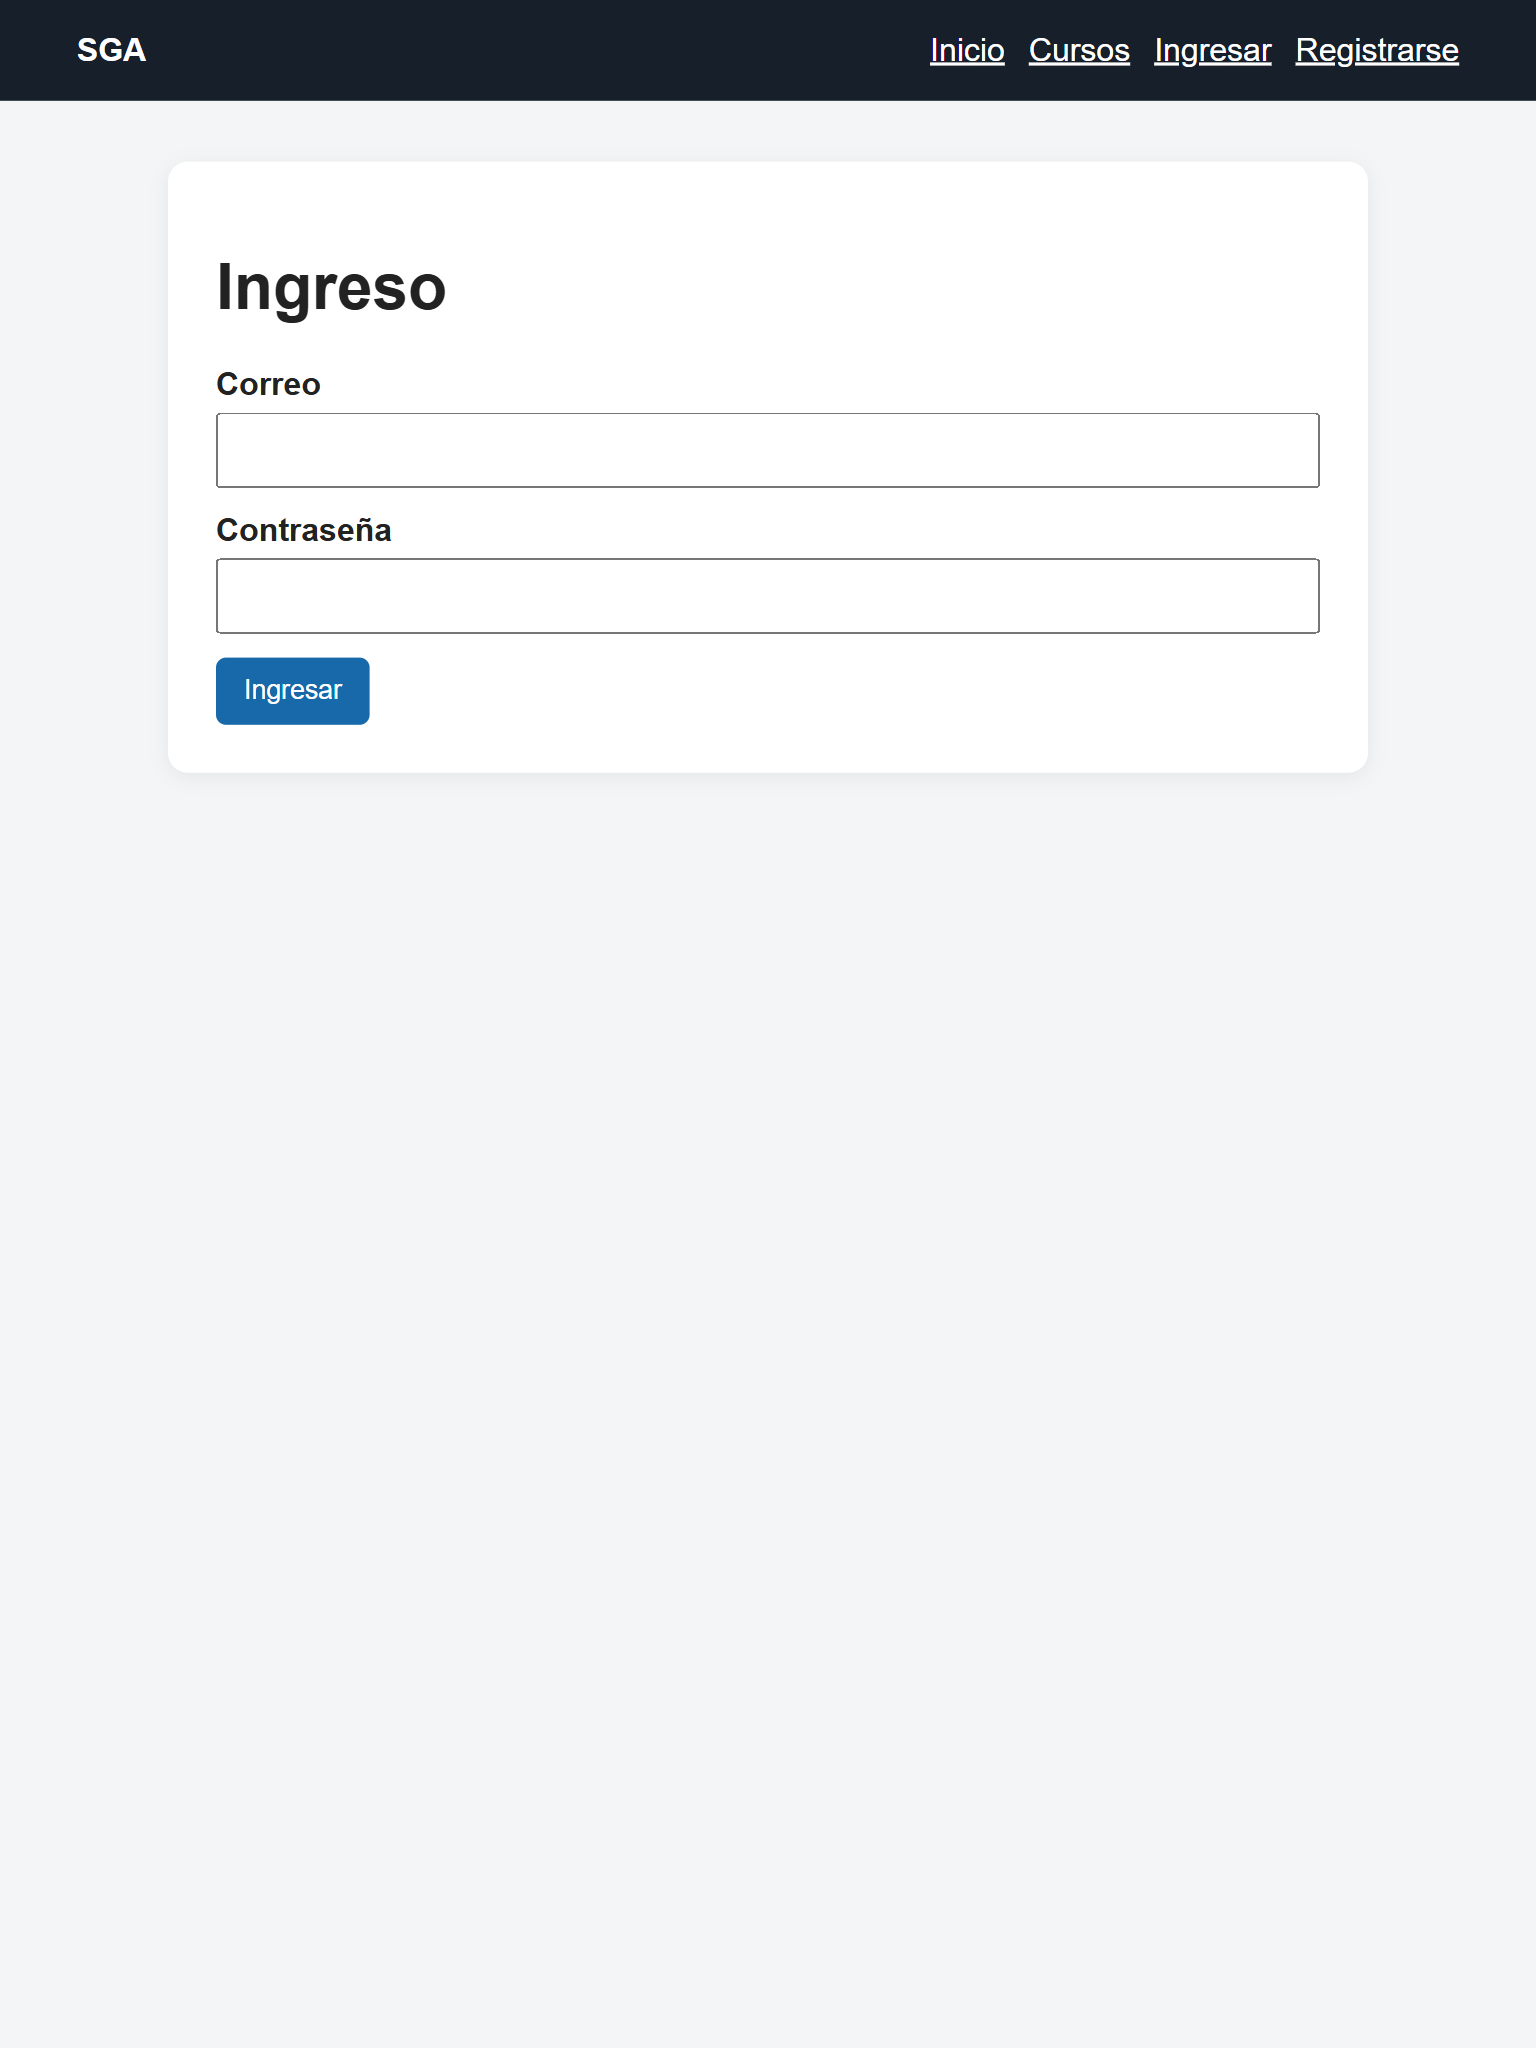 SGA Inicio Cursos Ingresar Registrarse
Ingreso
Correo
Contraseña
Ingresar